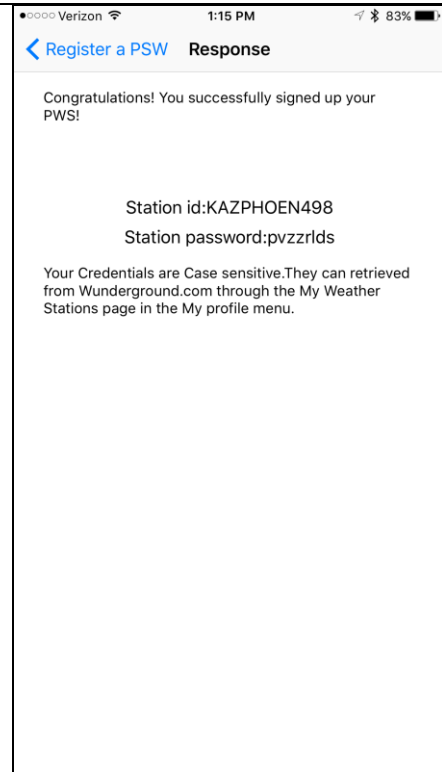 Verizon 1:15 PM 83%
Register a PSW Response
Congratulations! You successfully signed up your
PWS!
Station id:KAZPHOEN498
Station password:pvzzrlds
Your Credentials are Case sensitive.They can retrieved
from Wunderground.com through the My Weather
Stations page in the My profile menu.